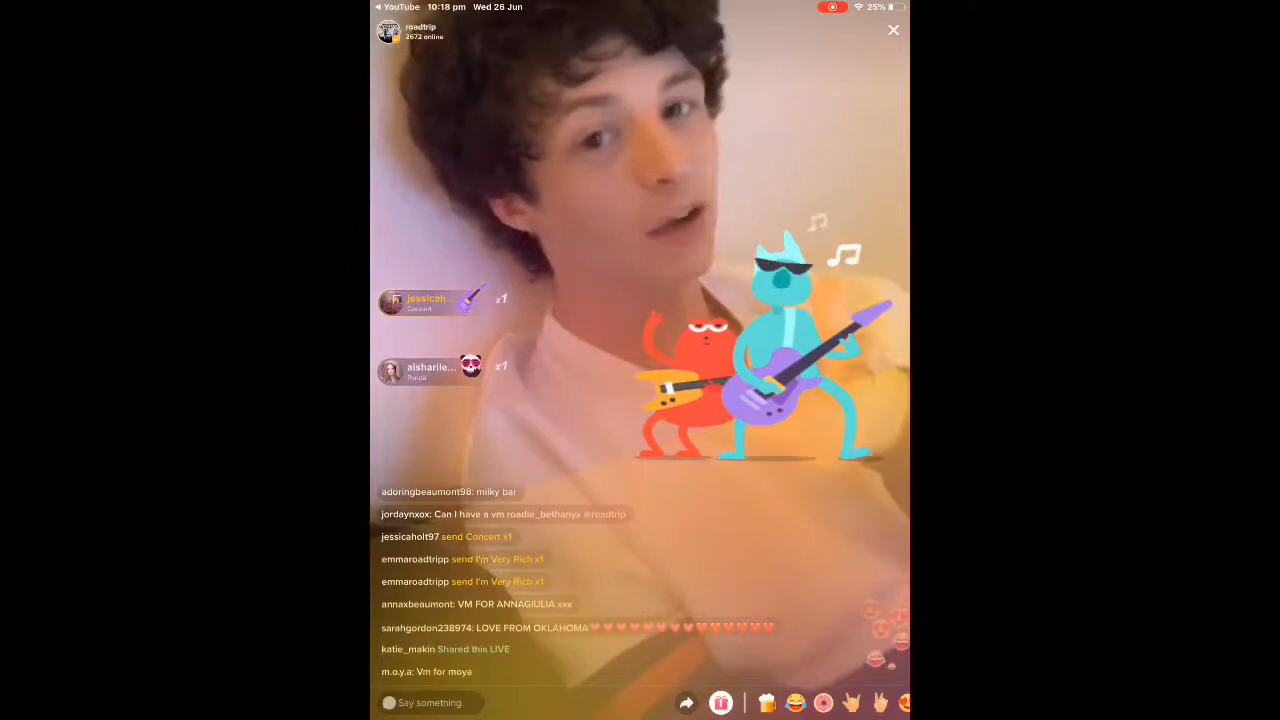 YouTube 10:18 pm Wed 26 Jun 25%
roadtrip
2672 online
jessicah... x1
Concert
alsharile... x1
Panda
adoringbeaumont98: milky bar
jordaynxox: Can I have a vm roadie_bethanyx @roadtrip
jessicaholt97 send Concert x1
emmaroadtripp send I'm Very Rich x1
emmaroadtripp send I'm Very Rich x1
annaxbeaumont: VM FOR ANNAGIULIA xxx
sarahgordon238974: LOVE FROM OKLAHOMA
katie_makin Shared this LIVE
m.o.y.a: Vm for moya
Say something